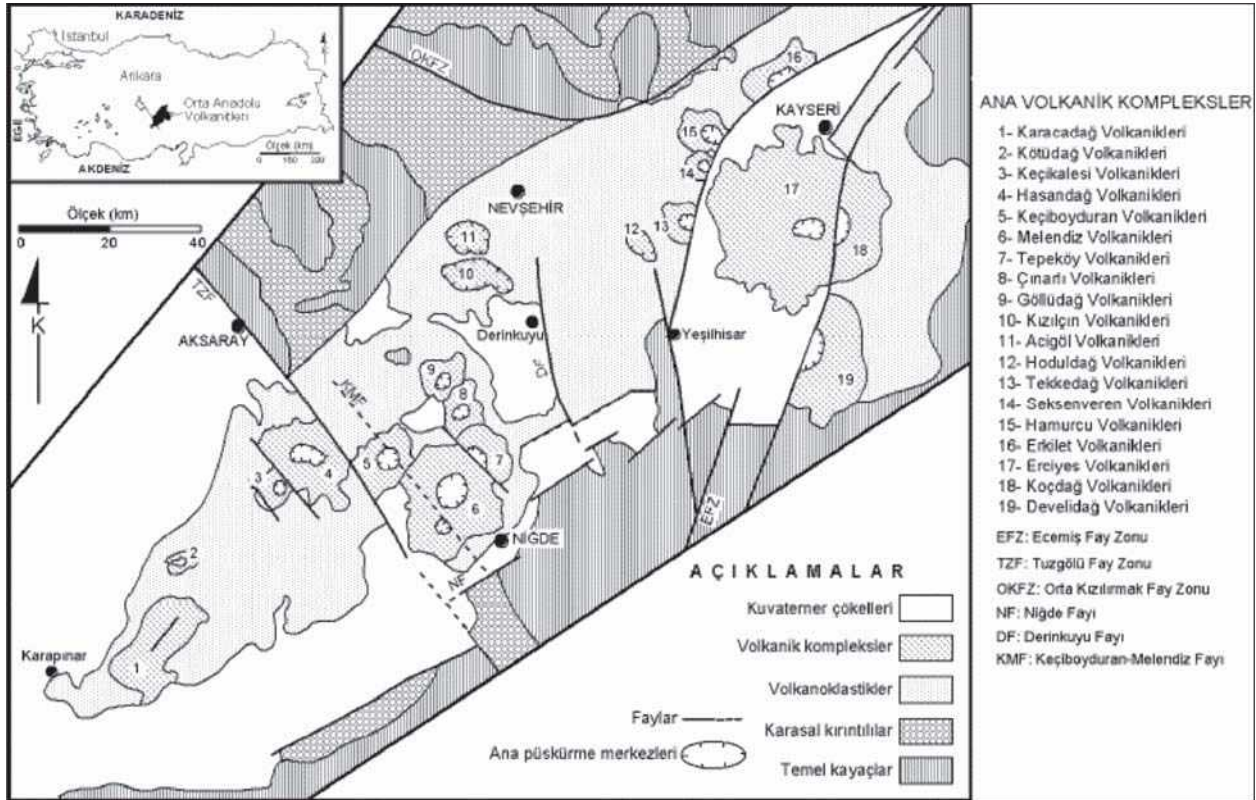 KARADENİZ
İstanbul
Ankara
Orta Anadolu
Volkanitleri
EGE
Ölçek (km)
AKDENİZ
Ölçek (km)
0 20 40
K
OKFZ
16
KAYSERİ
15
14
17
NEVŞEHİR
12
13
11
18
10
TZF
AKSARAY
Derinkuyu
Yeşilhisar
DF
KMF
9
8
19
5
7
4
3
6
EFZ
NİĞDE
2
NF
Karapınar
1
AÇIKLAMALAR
Kuvaterner çökelleri
Volkanik kompleksler
Volkanoklastikler
Faylar
Karasal kırıntılılar
Ana püskürme merkezleri
Temel kayaçlar
ANA VOLKANİK KOMPLEKSLER
1- Karacadağ Volkanikleri
2- Kötüdağ Volkanikleri
3- Keçikalesi Volkanikleri
4- Hasandağ Volkanikleri
5- Keçiboyduran Volkanikleri
6- Melendiz Volkanikleri
7- Tepeköy Volkanikleri
8- Çınarlı Volkanikleri
9- Göllüdağ Volkanikleri
10- Kızılçın Volkanikleri
11- Acigöl Volkanikleri
12- Hoduldağ Volkanikleri
13- Tekkedağ Volkanikleri
14- Seksenveren Volkanikleri
15- Hamurcu Volkanikleri
16- Erkilet Volkanikleri
17- Erciyes Volkanikleri
18- Koçdağ Volkanikleri
19- Develidağ Volkanikleri
EFZ: Ecemiş Fay Zonu
TZF: Tuzgölü Fay Zonu
OKFZ: Orta Kızılırmak Fay Zonu
NF: Niğde Fayı
DF: Derinkuyu Fayı
KMF: Keçiboyduran-Melendiz Fayı